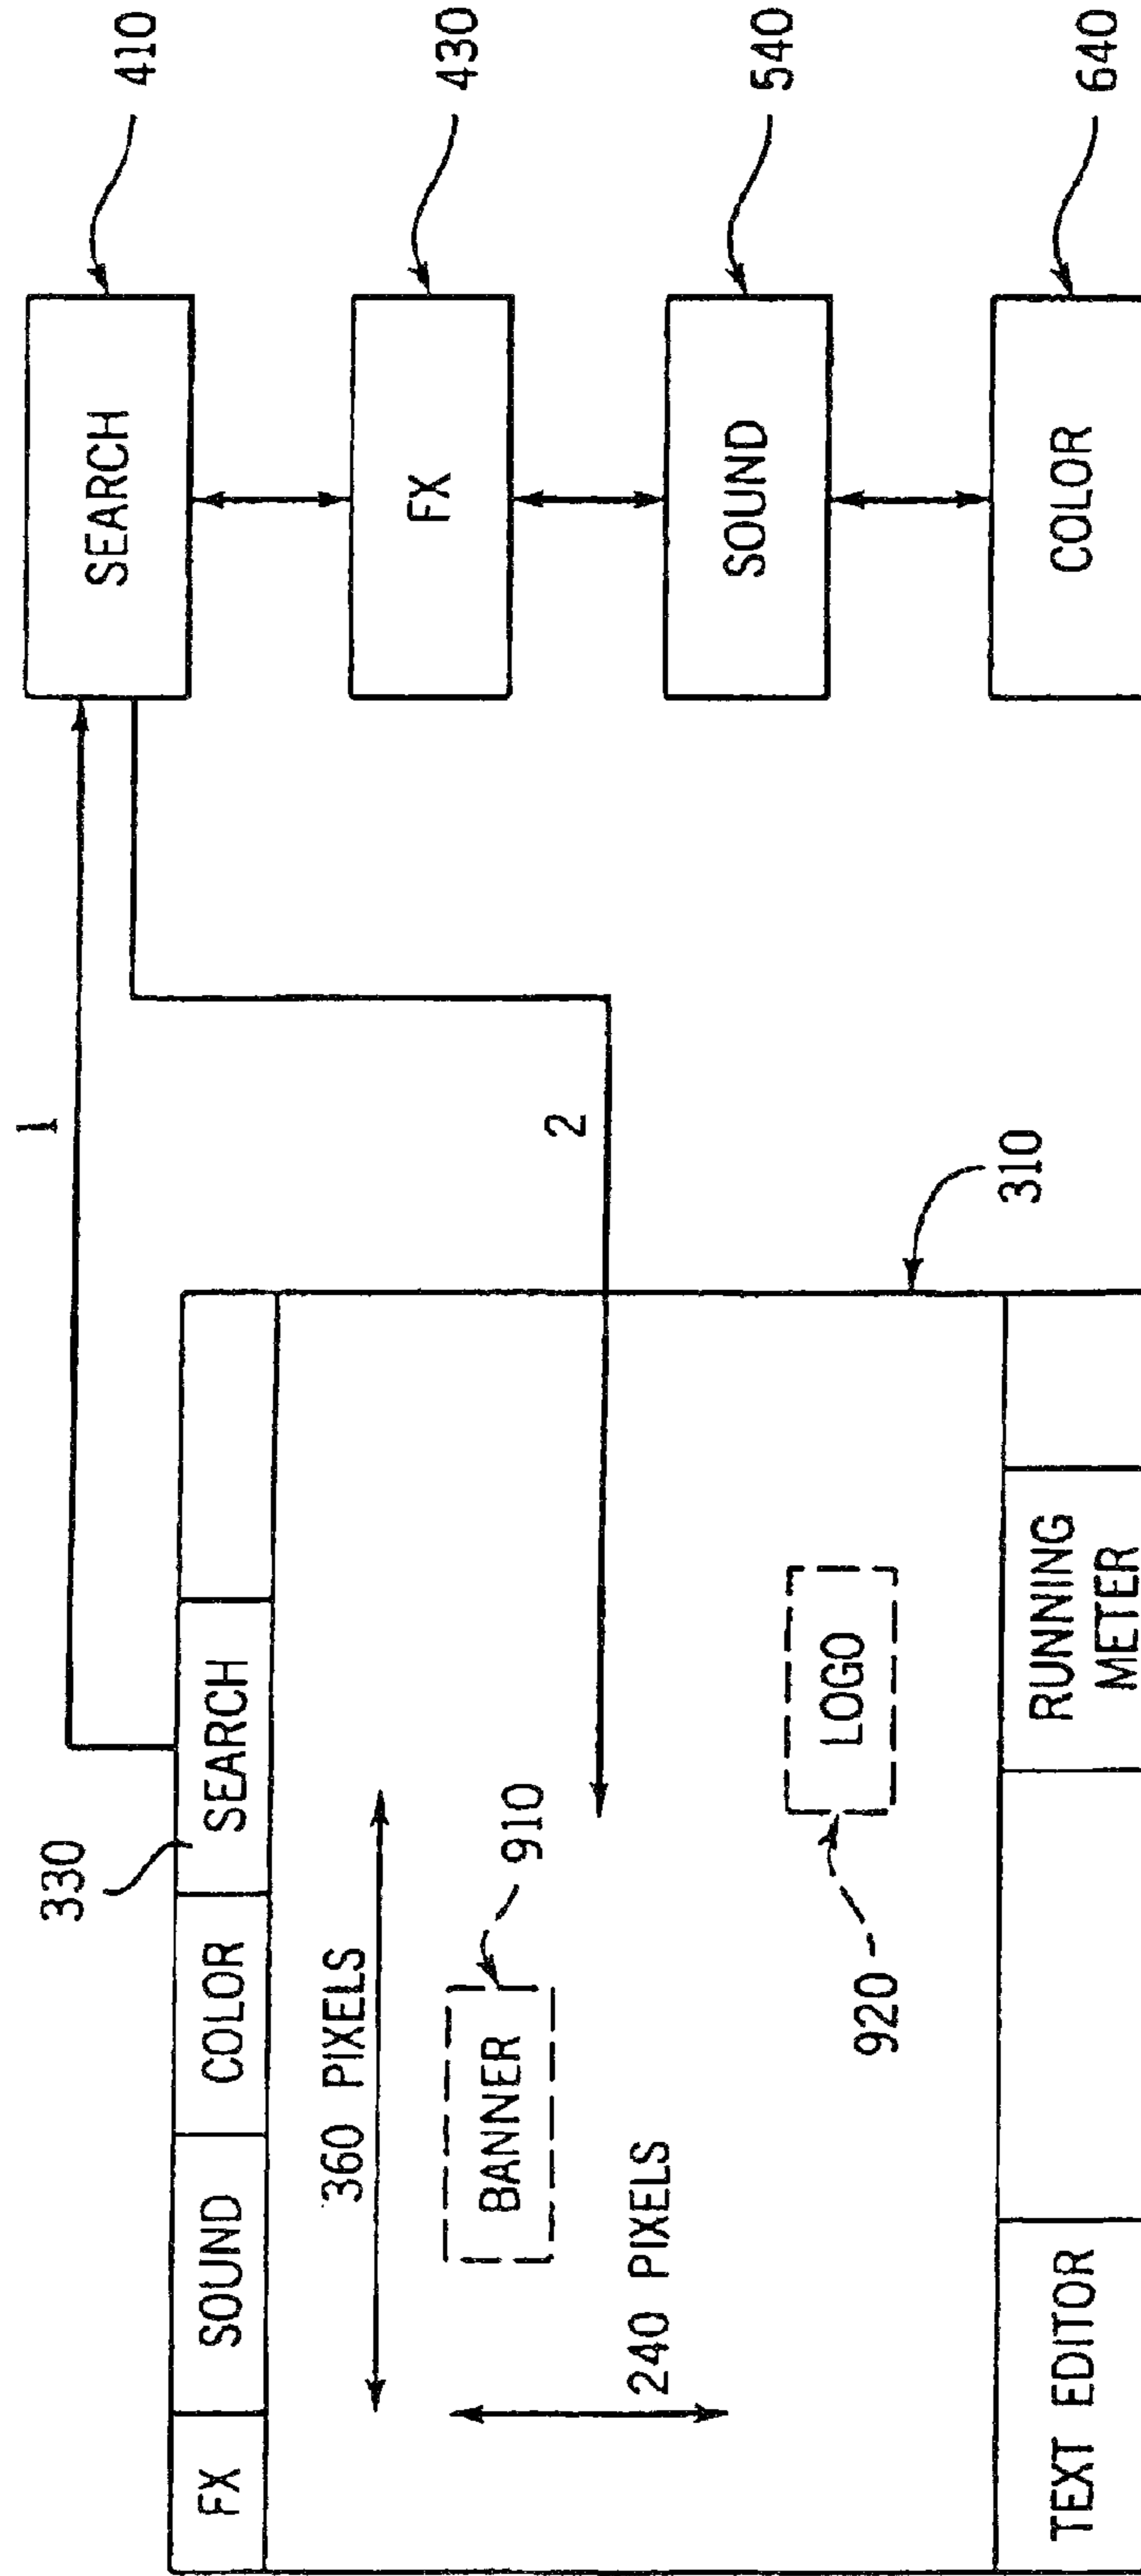 1
SEARCH
410
FX
430
SOUND
540
COLOR
640
2
330
FX
SOUND
COLOR
SEARCH
360 PIXELS
BANNER
910
240 PIXELS
LOGO
920
310
TEXT EDITOR
RUNNING
METER